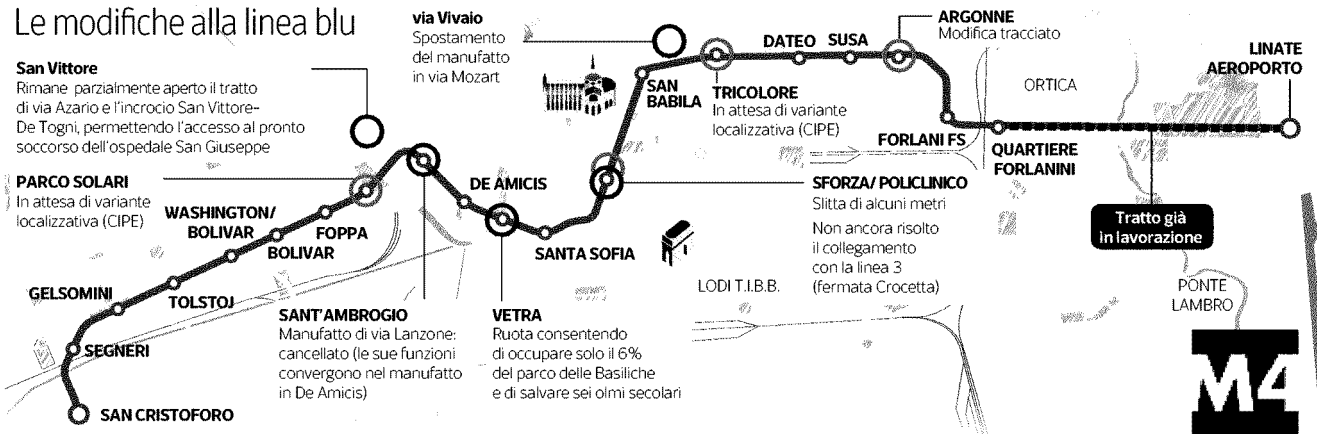 Le modifiche alla linea blu
San Vittore
Rimane parzialmente aperto il tratto
di via Azario e l'incrocio San Vittore-
De Togni, permettendo l'accesso al pronto
soccorso dell'ospedale San Giuseppe
via Vivaio
Spostamento
del manufatto
in via Mozart
ARGONNE
Modifica tracciato
DATEO
SUSA
LINATE
AEROPORTO
SAN
BABILA
TRICOLORE
In attesa di variante
localizzativa (CIPE)
ORTICA
FORLANI FS
QUARTIERE
FORLANINI
PARCO SOLARI
In attesa di variante
localizzativa (CIPE)
DE AMICIS
SFORZA/ POLICLINICO
Slitta di alcuni metri
Non ancora risolto
il collegamento
con la linea 3
(fermata Crocetta)
WASHINGTON/
BOLIVAR
FOPPA
BOLIVAR
SANTA SOFIA
Tratto già
in lavorazione
GELSOMINI
TOLSTOJ
LODI T.I.B.B.
PONTE
LAMBRO
SANT'AMBROGIO
Manufatto di via Lanzone:
cancellato (le sue funzioni
convergono nel manufatto
in De Amicis)
VETRA
Ruota consentendo
di occupare solo il 6%
del parco delle Basiliche
e di salvare sei olmi secolari
SEGNERI
SAN CRISTOFORO
M4